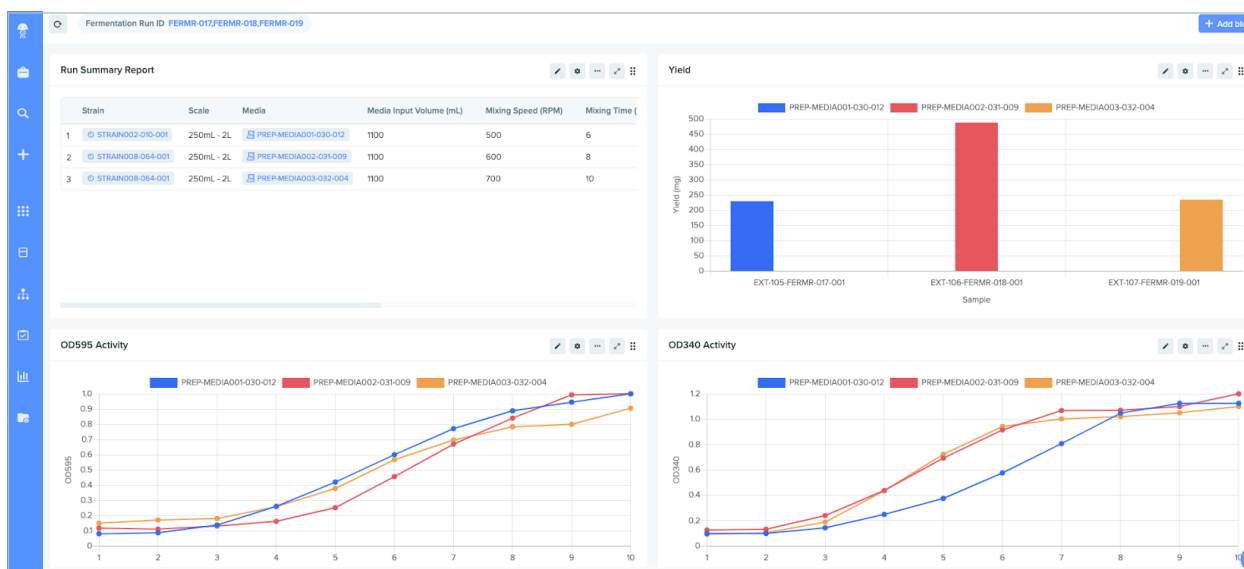 Fermentation Run ID FERMR-017,FERMR-018,FERMR-019
+ Add blo
Run Summary Report
Strain Scale Media Media Input Volume (mL) Mixing Speed (RPM) Mixing Time (
1 STRAIN002-010-001 250mL - 2L PREP-MEDIA001-030-012 1100 500 6
2 STRAIN008-064-001 250mL - 2L PREP-MEDIA002-031-009 1100 600 8
3 STRAIN008-064-001 250mL - 2L PREP-MEDIA003-032-004 1100 700 10
Yield
PREP-MEDIA001-030-012 PREP-MEDIA002-031-009 PREP-MEDIA003-032-004
500
450
400
350
300
250
200
150
100
50
0
Yield (mg)
EXT-105-FERMR-017-001 EXT-106-FERMR-018-001 EXT-107-FERMR-019-001
Sample
OD595 Activity
PREP-MEDIA001-030-012 PREP-MEDIA002-031-009 PREP-MEDIA003-032-004
1.0
0.9
0.8
0.7
0.6
0.5
0.4
0.3
0.2
0.1
0
OD595
1 2 3 4 5 6 7 8 9 10
OD340 Activity
PREP-MEDIA001-030-012 PREP-MEDIA002-031-009 PREP-MEDIA003-032-004
1.2
1.0
0.8
0.6
0.4
0.2
0
OD340
1 2 3 4 5 6 7 8 9 10